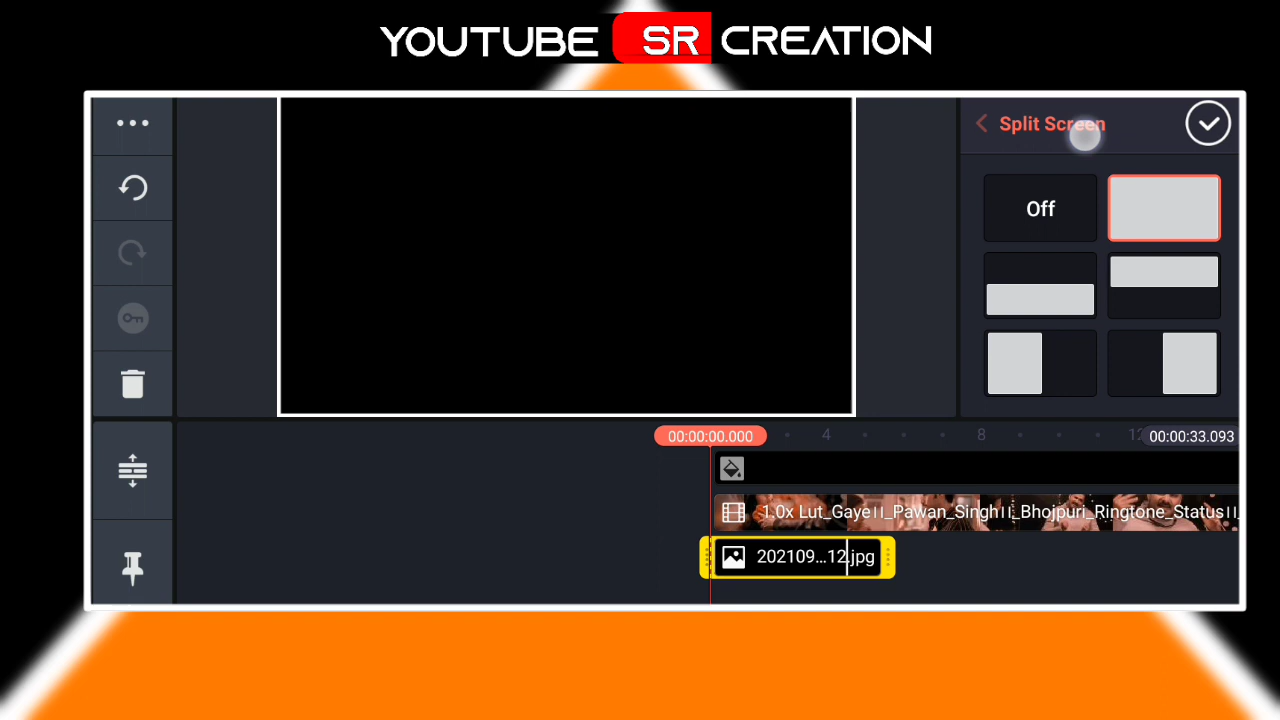 YOUTUBE SR CREATION
Split Screen
Off
00:00:00.000
4
8
12
00:00:33.093
1.0x Lut_Gaye।।_Pawan_Singh।।_Bhojpuri_Ringtone_Status।।_
202109...12.jpg